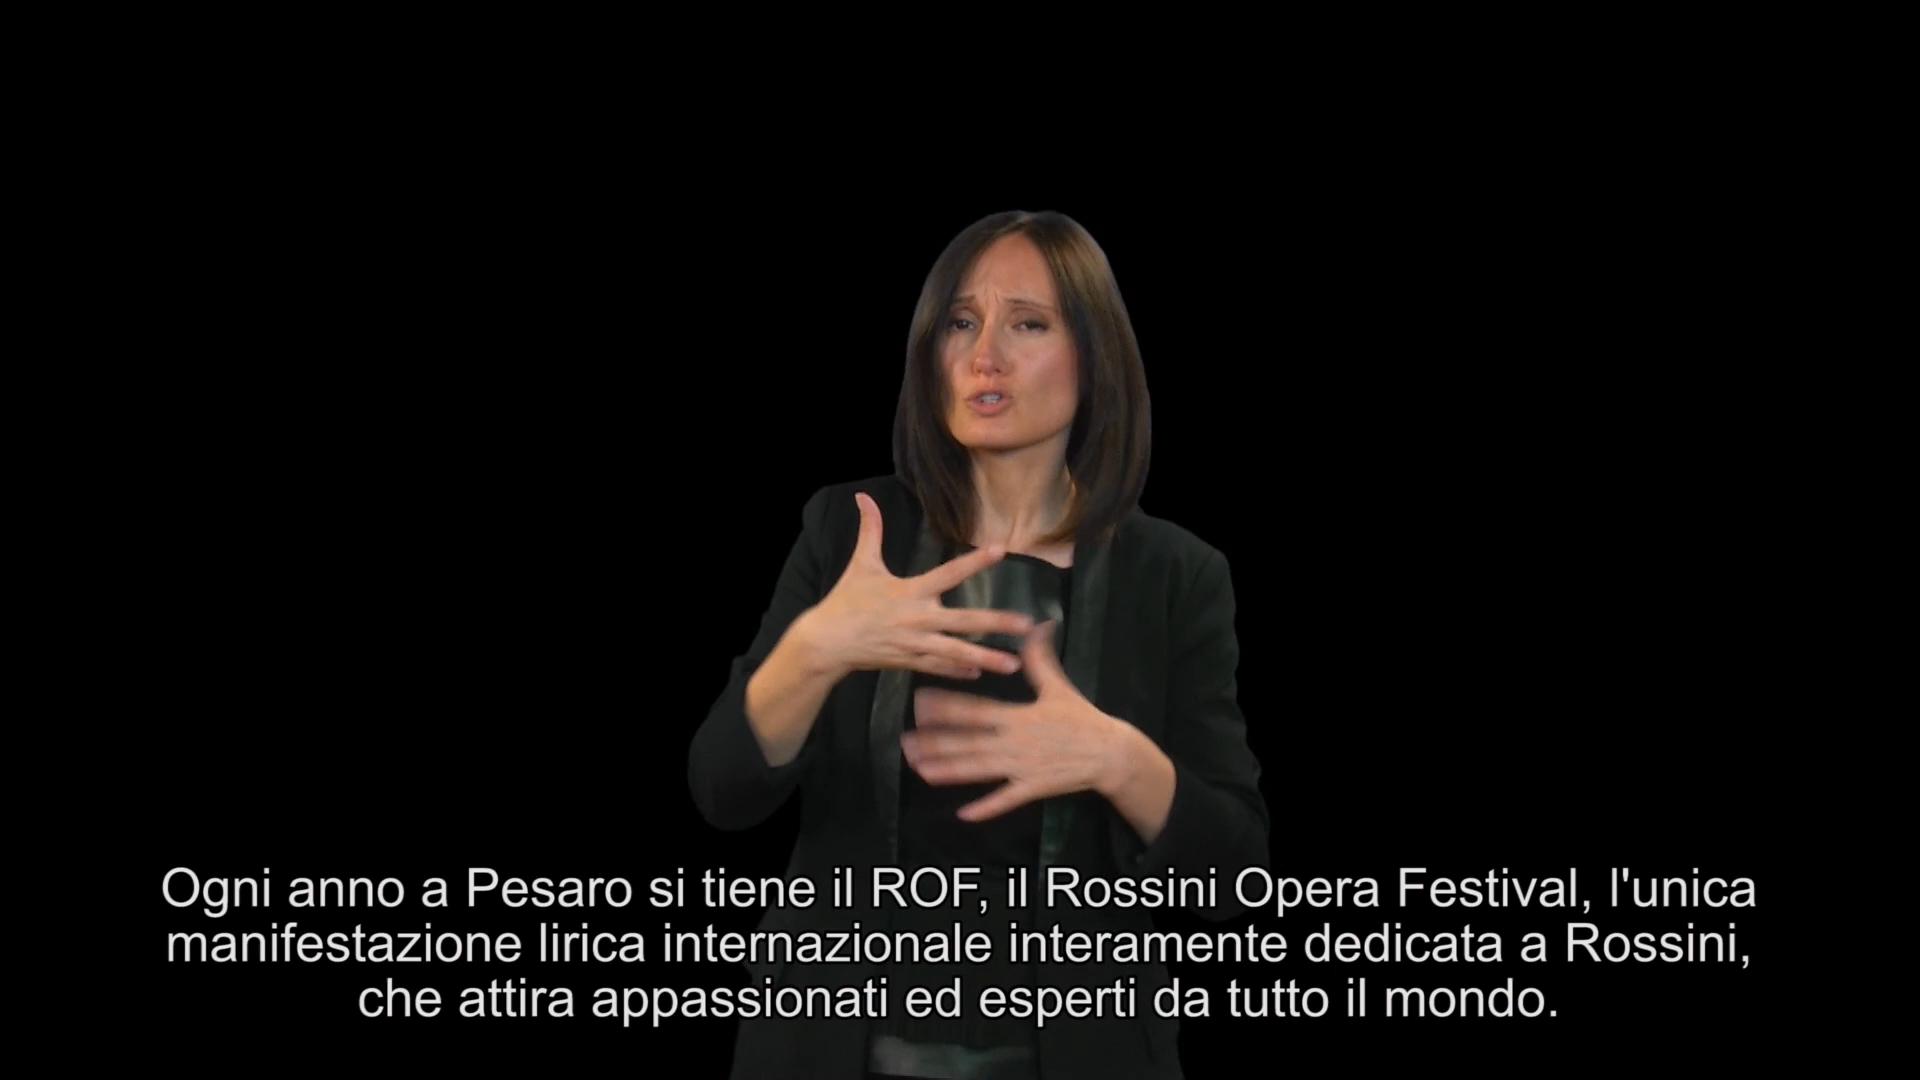 Ogni anno a Pesaro si tiene il ROF, il Rossini Opera Festival, l'unica
manifestazione lirica internazionale interamente dedicata a Rossini,
che attira appassionati ed esperti da tutto il mondo.